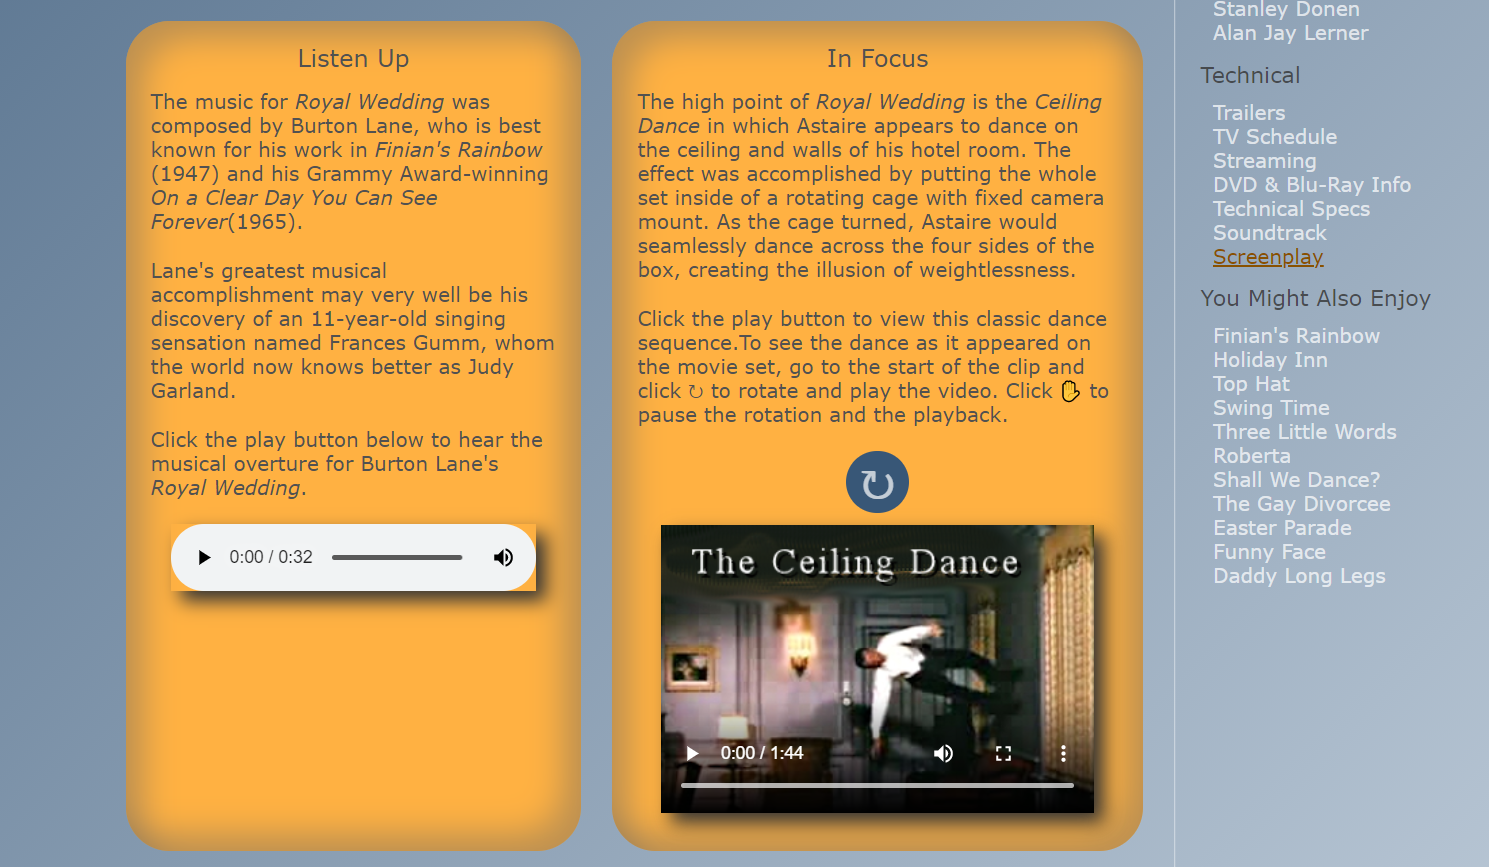 Listen Up
The music for Royal Wedding was
composed by Burton Lane, who is best
known for his work in Finian's Rainbow
(1947) and his Grammy Award-winning
On a Clear Day You Can See
Forever(1965).
Lane's greatest musical
accomplishment may very well be his
discovery of an 11-year-old singing
sensation named Frances Gumm, whom
the world now knows better as Judy
Garland.
Click the play button below to hear the
musical overture for Burton Lane's
Royal Wedding.
0:00 / 0:32
In Focus
The high point of Royal Wedding is the Ceiling
Dance in which Astaire appears to dance on
the ceiling and walls of his hotel room. The
effect was accomplished by putting the whole
set inside of a rotating cage with fixed camera
mount. As the cage turned, Astaire would
seamlessly dance across the four sides of the
box, creating the illusion of weightlessness.
Click the play button to view this classic dance
sequence.To see the dance as it appeared on
the movie set, go to the start of the clip and
click ↻ to rotate and play the video. Click ✋ to
pause the rotation and the playback.
↻
The Ceiling Dance
0:00 / 1:44
Stanley Donen
Alan Jay Lerner
Technical
Trailers
TV Schedule
Streaming
DVD & Blu-Ray Info
Technical Specs
Soundtrack
Screenplay
You Might Also Enjoy
Finian's Rainbow
Holiday Inn
Top Hat
Swing Time
Three Little Words
Roberta
Shall We Dance?
The Gay Divorcee
Easter Parade
Funny Face
Daddy Long Legs